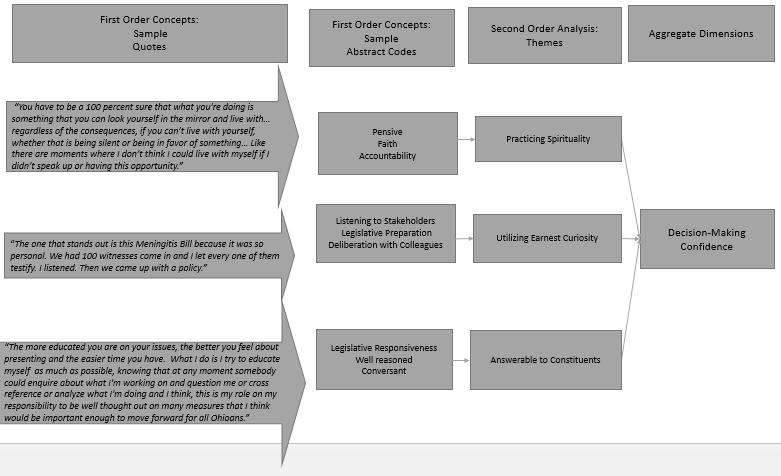 First Order Concepts:
Sample
Quotes
First Order Concepts:
Sample
Abstract Codes
Second Order Analysis:
Themes
Aggregate Dimensions
“You have to be a 100 percent sure that what you're doing is
something that you can look yourself in the mirror and live with…
regardless of the consequences, if you can’t live with yourself,
whether that is being silent or being in favor of something… Like
there are moments where I don’t think I could live with myself if I
didn’t speak up or having this opportunity.”
Pensive
Faith
Accountability
Practicing Spirituality
“The one that stands out is this Meningitis Bill because it was so
personal. We had 100 witnesses come in and I let every one of them
testify. I listened. Then we came up with a policy.”
Listening to Stakeholders
Legislative Preparation
Deliberation with Colleagues
Utilizing Earnest Curiosity
Decision-Making
Confidence
“The more educated you are on your issues, the better you feel about
presenting and the easier time you have. What I do is I try to educate
myself as much as possible, knowing that at any moment somebody
could enquire about what I'm working on and question me or cross
reference or analyze what I'm doing and I think, this is my role on my
responsibility to be well thought out on many measures that I think
would be important enough to move forward for all Ohioans.”
Legislative Responsiveness
Well reasoned
Conversant
Answerable to Constituents